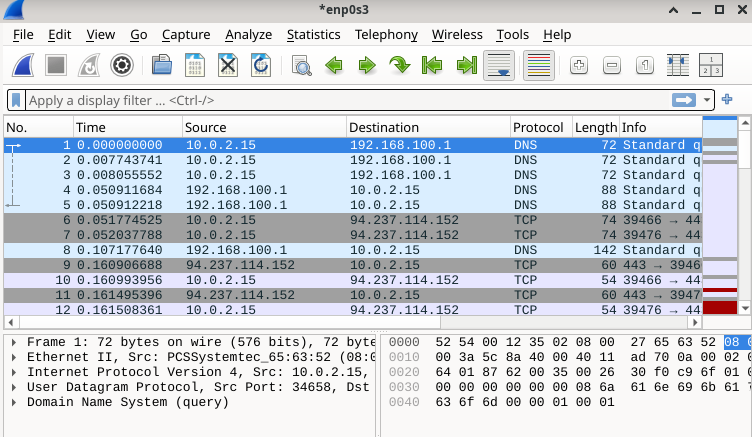 *enp0s3
File Edit View Go Capture Analyze Statistics Telephony Wireless Tools Help
Apply a display filter ... <Ctrl-/>
No. Time Source Destination Protocol Length Info
1 0.000000000 10.0.2.15 192.168.100.1 DNS 72 Standard q
2 0.007743741 10.0.2.15 192.168.100.1 DNS 72 Standard q
3 0.008055552 10.0.2.15 192.168.100.1 DNS 72 Standard q
4 0.050911684 192.168.100.1 10.0.2.15 DNS 88 Standard q
5 0.050912218 192.168.100.1 10.0.2.15 DNS 88 Standard q
6 0.051774525 10.0.2.15 94.237.114.152 TCP 74 39466 → 44
7 0.052037788 10.0.2.15 94.237.114.152 TCP 74 39476 → 44
8 0.107177640 192.168.100.1 10.0.2.15 DNS 142 Standard q
9 0.160906688 94.237.114.152 10.0.2.15 TCP 60 443 → 3946
10 0.160993956 10.0.2.15 94.237.114.152 TCP 54 39466 → 44
11 0.161495396 94.237.114.152 10.0.2.15 TCP 60 443 → 3947
12 0.161508361 10.0.2.15 94.237.114.152 TCP 54 39476 → 44
Frame 1: 72 bytes on wire (576 bits), 72 byte
Ethernet II, Src: PCSSystemtec_65:63:52 (08:0
Internet Protocol Version 4, Src: 10.0.2.15,
User Datagram Protocol, Src Port: 34658, Dst
Domain Name System (query)
0000 52 54 00 12 35 02 08 00 27 65 63 52 08 0
0010 00 3a 5c 8a 40 00 40 11 ad 70 0a 00 02 0
0020 64 01 87 62 00 35 00 26 30 f0 c9 6f 01 0
0030 00 00 00 00 00 00 08 6a 61 6e 69 6b 61 7
0040 63 6f 6d 00 00 01 00 01